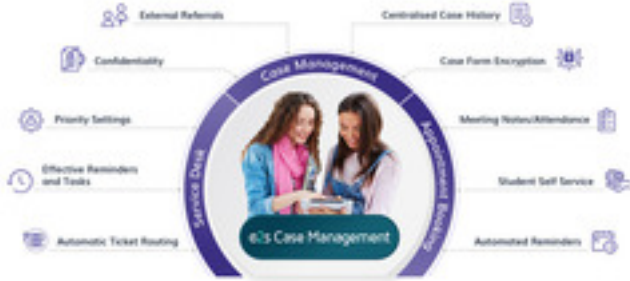 External Referrals
Centralised Case History
Confidentiality
Case Management
Case Form Encryption
Priority Settings
Meeting Notes/Attendance
Service Desk
Appointment Booking
Effective Reminders
and Tasks
Student Self Service
e2s Case Management
Automatic Ticket Routing
Automated Reminders